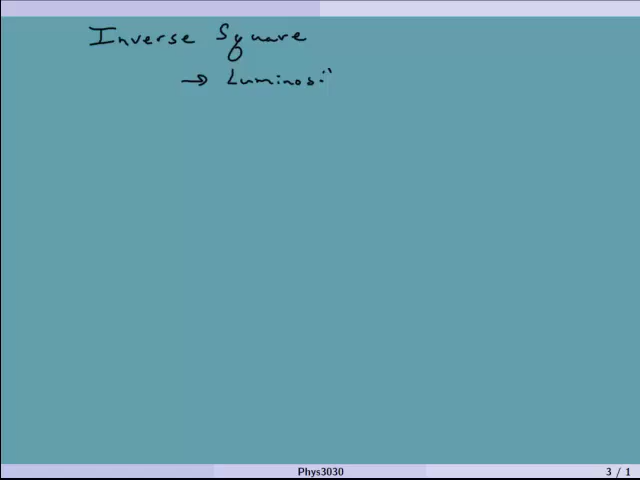 Inverse Square
→ Luminosi
Phys3030
3 / 1